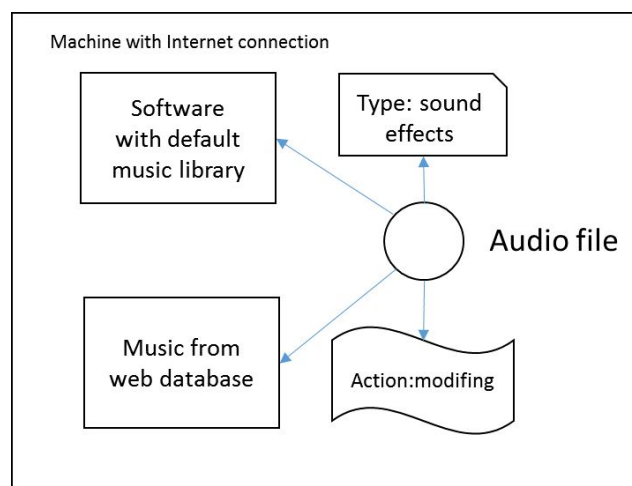 Machine with Internet connection
Software
with default
music library
Type: sound
effects
Audio file
Music from
web database
Action:modifing